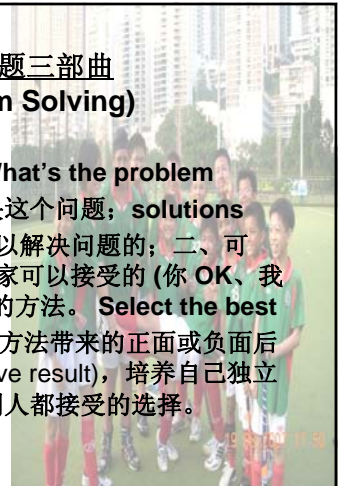 题三部曲
m Solving)
What's the problem
这个问题；solutions
以解决问题的；二、可
家可以接受的 (你 OK、我
的方法。 Select the best
方法带来的正面或负面后
ve result)，培养自己独立
人都接受的选择。